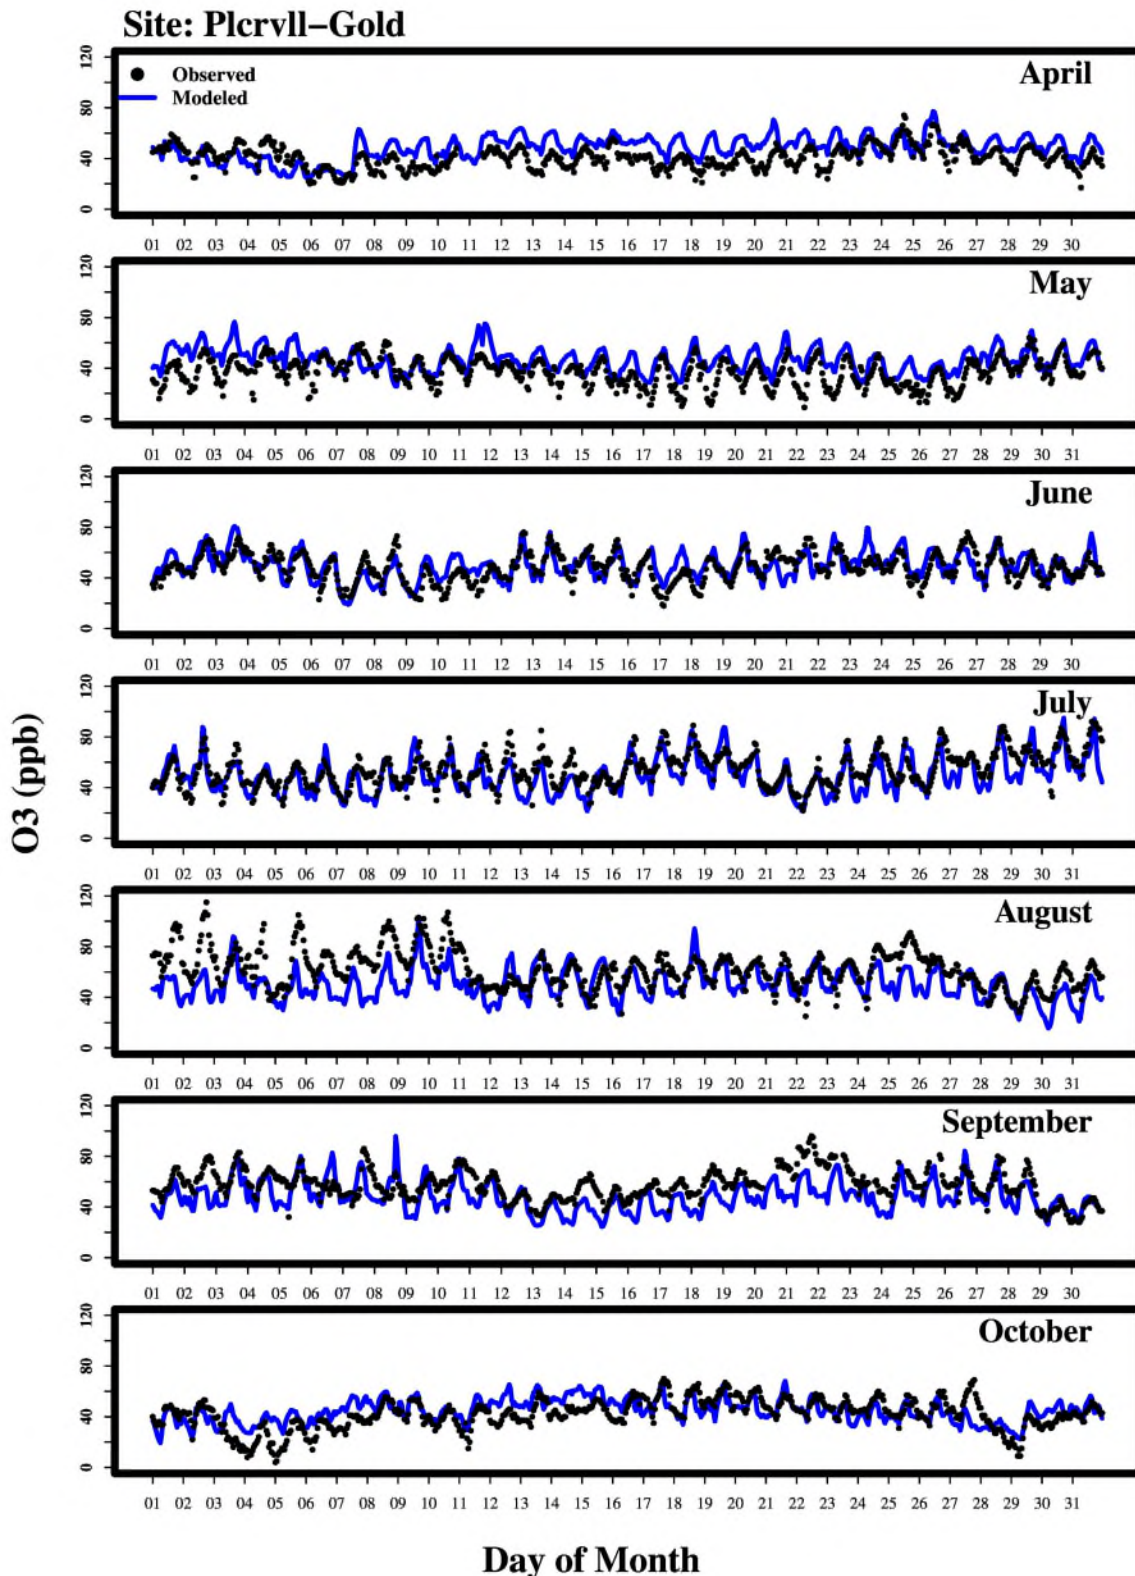 Site: Plcrvll−Gold
Observed
Modeled
April
0 40 80 120
01 02 03 04 05 06 07 08 09 10 11 12 13 14 15 16 17 18 19 20 21 22 23 24 25 26 27 28 29 30
May
0 40 80 120
01 02 03 04 05 06 07 08 09 10 11 12 13 14 15 16 17 18 19 20 21 22 23 24 25 26 27 28 29 30 31
June
0 40 80 120
01 02 03 04 05 06 07 08 09 10 11 12 13 14 15 16 17 18 19 20 21 22 23 24 25 26 27 28 29 30
July
0 40 80 120
01 02 03 04 05 06 07 08 09 10 11 12 13 14 15 16 17 18 19 20 21 22 23 24 25 26 27 28 29 30 31
August
0 40 80 120
01 02 03 04 05 06 07 08 09 10 11 12 13 14 15 16 17 18 19 20 21 22 23 24 25 26 27 28 29 30 31
September
0 40 80 120
01 02 03 04 05 06 07 08 09 10 11 12 13 14 15 16 17 18 19 20 21 22 23 24 25 26 27 28 29 30
October
0 40 80 120
01 02 03 04 05 06 07 08 09 10 11 12 13 14 15 16 17 18 19 20 21 22 23 24 25 26 27 28 29 30 31
O3 (ppb)
Day of Month